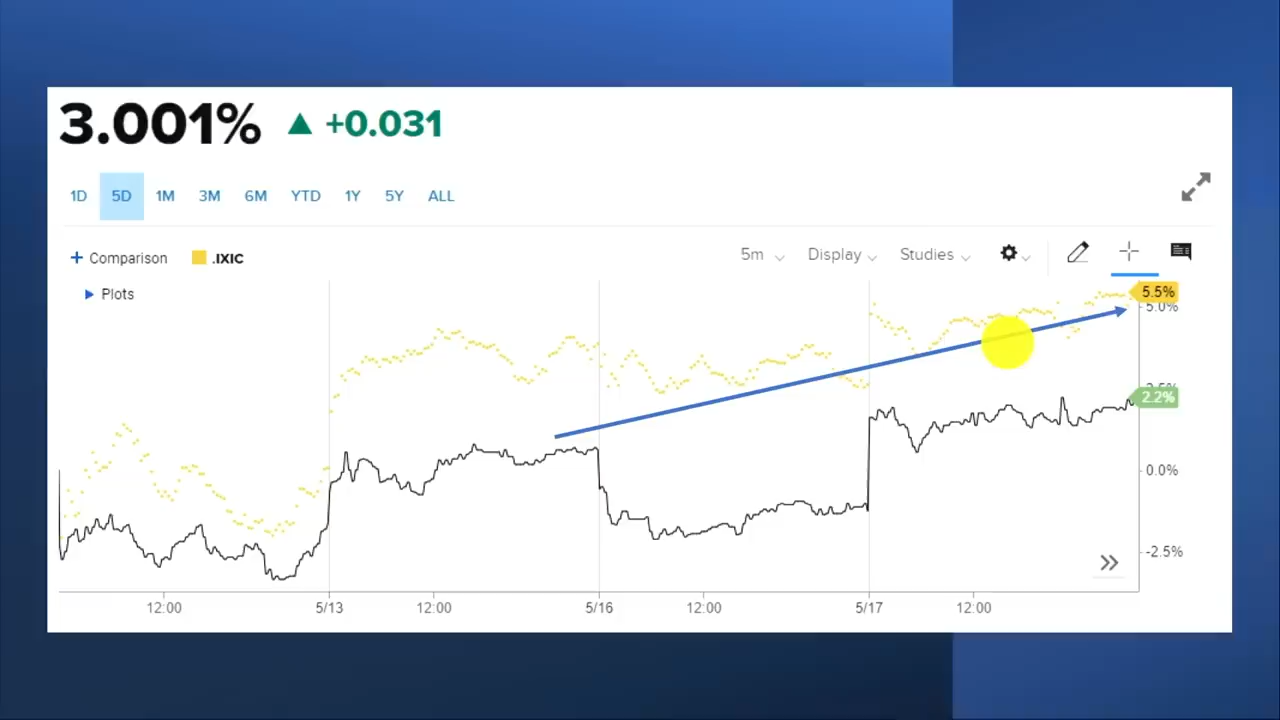 3.001% ▲ +0.031
1D 5D 1M 3M 6M YTD 1Y 5Y ALL
+ Comparison .IXIC 5m Display Studies
Plots
5.5%
5.0%
2.5%
2.2%
0.0%
-2.5%
12:00 5/13 12:00 5/16 12:00 5/17 12:00